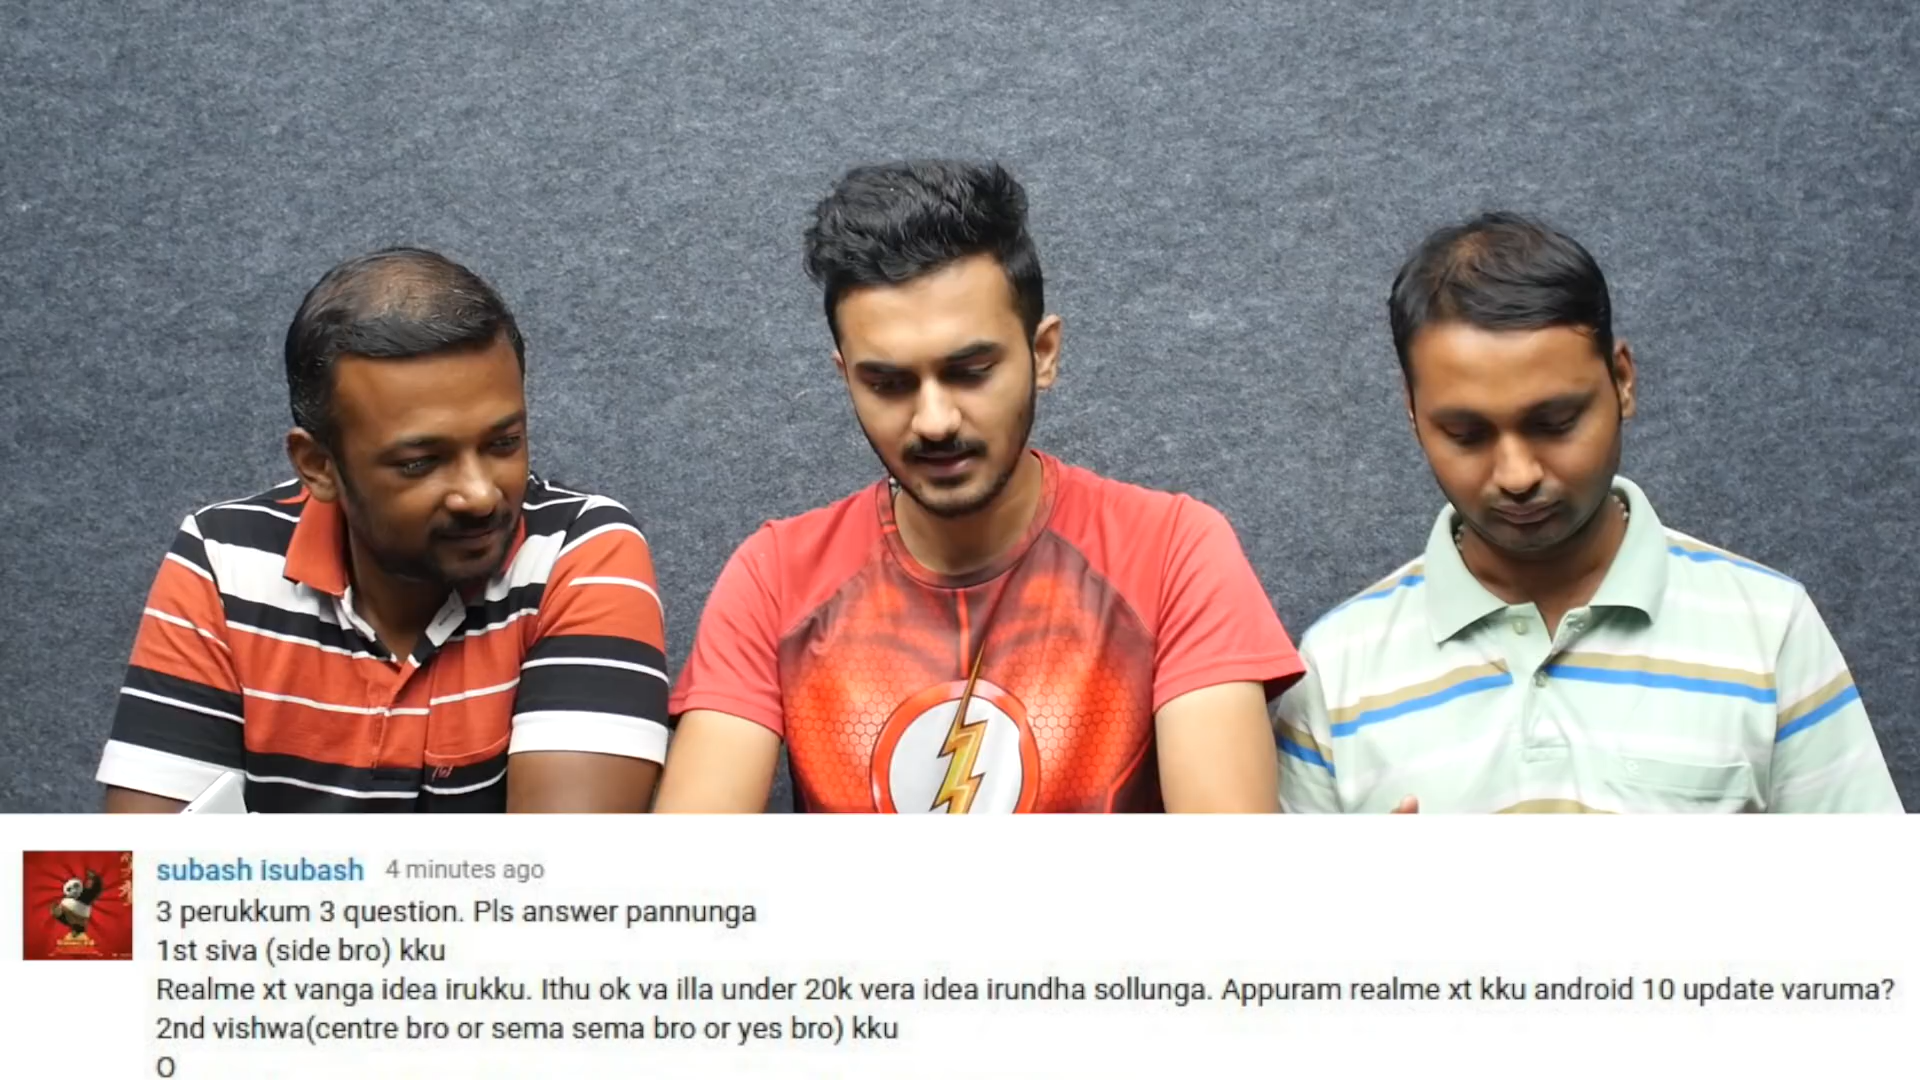 subash isubash 4 minutes ago
3 perukkum 3 question. Pls answer pannunga
1st siva (side bro) kku
Realme xt vanga idea irukku. Ithu ok va illa under 20k vera idea irundha sollunga. Appuram realme xt kku android 10 update varuma?
2nd vishwa(centre bro or sema sema bro or yes bro) kku
O